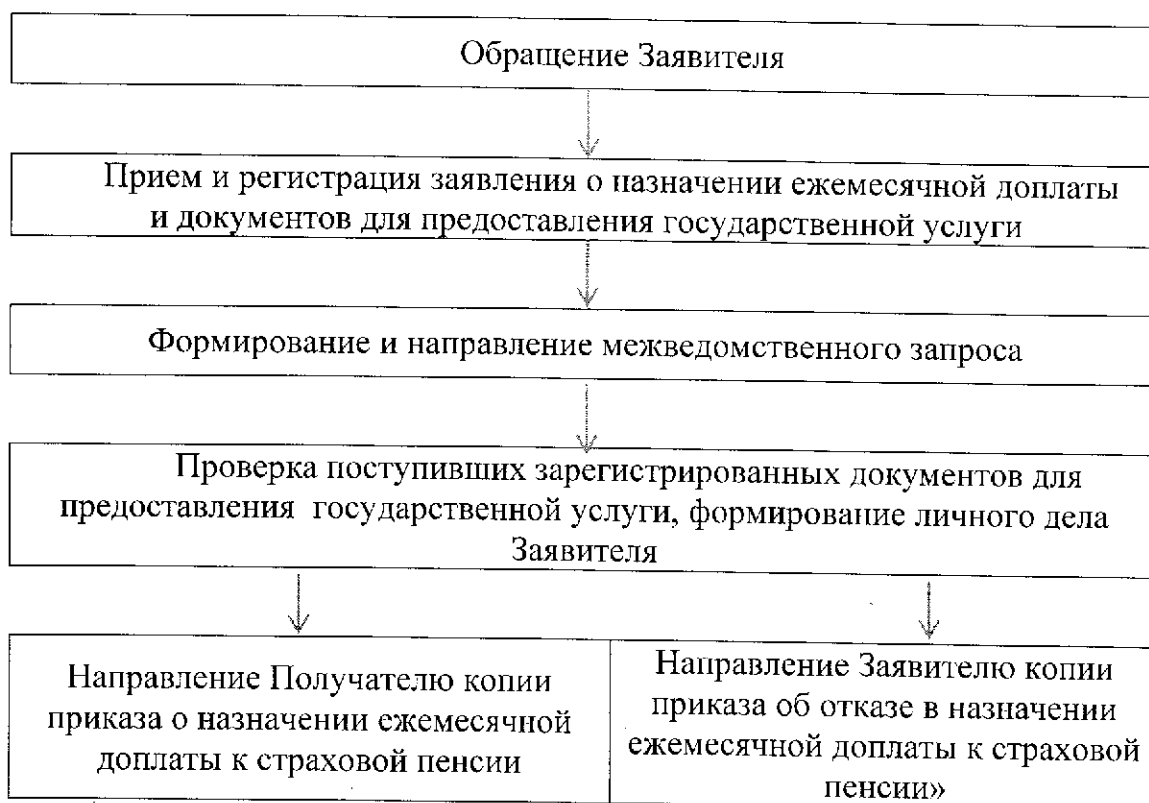 Обращение Заявителя
Прием и регистрация заявления о назначении ежемесячной доплаты
и документов для предоставления государственной услуги
Формирование и направление межведомственного запроса
Проверка поступивших зарегистрированных документов для
предоставления государственной услуги, формирование личного дела
Заявителя
Направление Получателю копии
приказа о назначении ежемесячной
доплаты к страховой пенсии
Направление Заявителю копии
приказа об отказе в назначении
ежемесячной доплаты к страховой
пенсии»